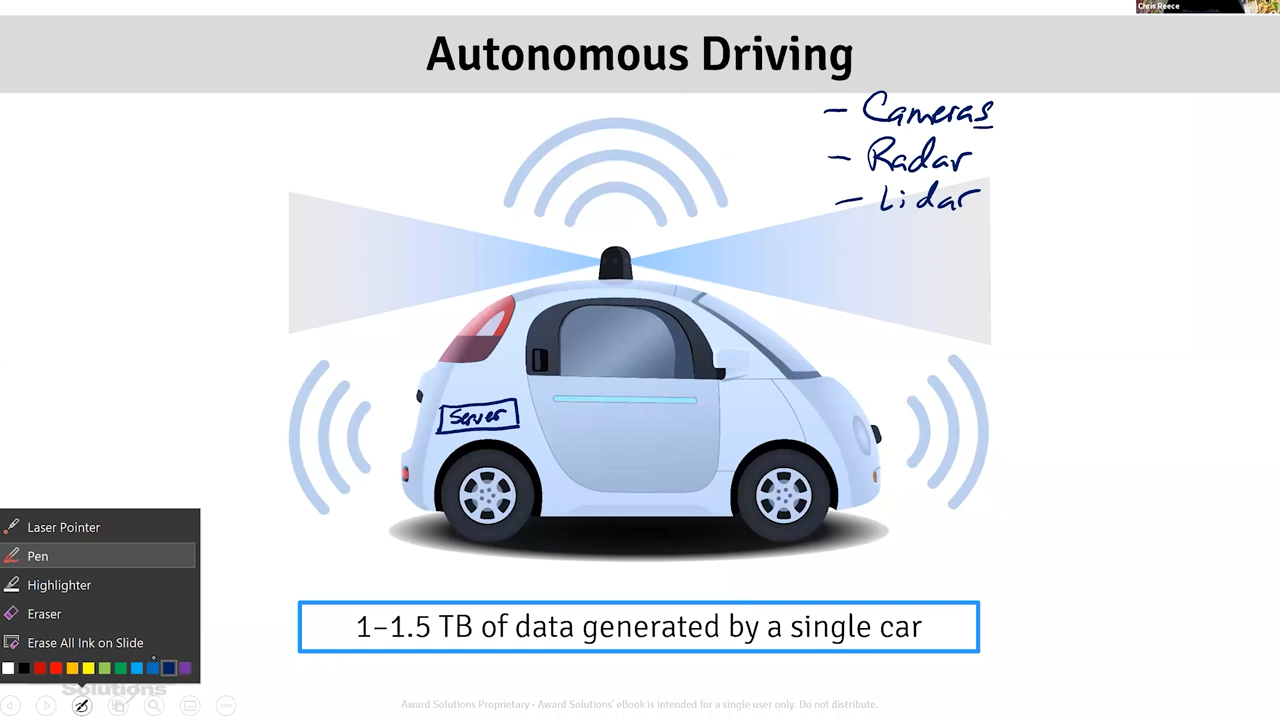 Chris Reece
Autonomous Driving
- Cameras
- Radar
- Lidar
Server
Laser Pointer
Pen
Highlighter
Eraser
Erase All Ink on Slide
1–1.5 TB of data generated by a single car
Solutions
Award Solutions Proprietary - Award Solutions' eBook is intended for a single user only. Do not distribute.